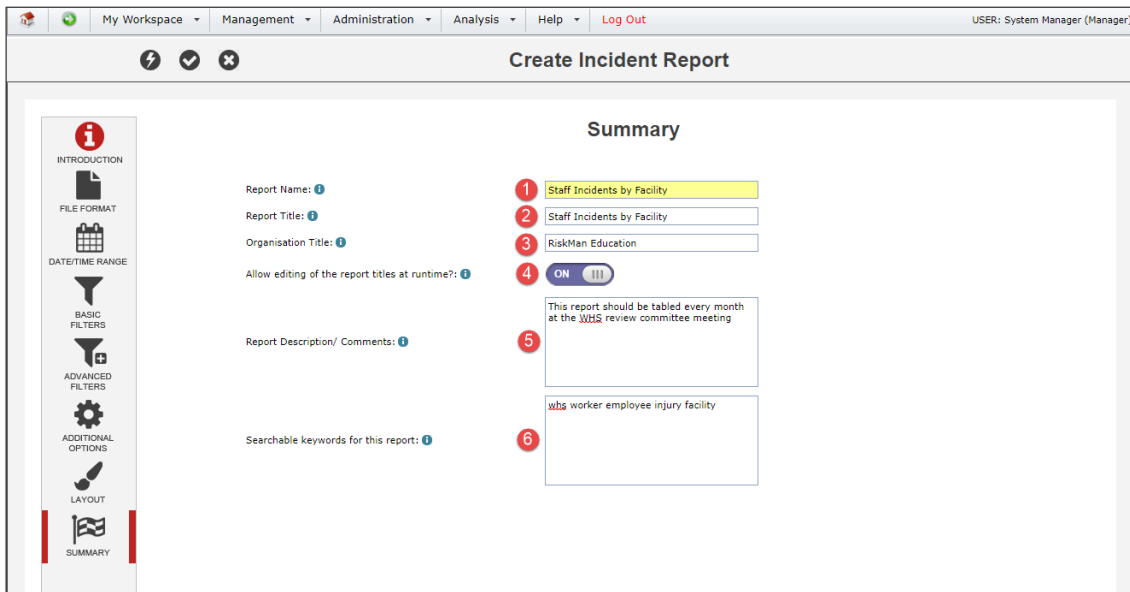 My Workspace Management Administration Analysis Help Log Out USER: System Manager (Manager)
Create Incident Report
Summary
INTRODUCTION
FILE FORMAT
DATE/TIME RANGE
BASIC
FILTERS
ADVANCED
FILTERS
ADDITIONAL
OPTIONS
LAYOUT
SUMMARY
Report Name: 1 Staff Incidents by Facility
Report Title: 2 Staff Incidents by Facility
Organisation Title: 3 RiskMan Education
Allow editing of the report titles at runtime?: 4 ON
Report Description/ Comments: 5 This report should be tabled every month
at the WHS review committee meeting
Searchable keywords for this report: 6 whs worker employee injury facility